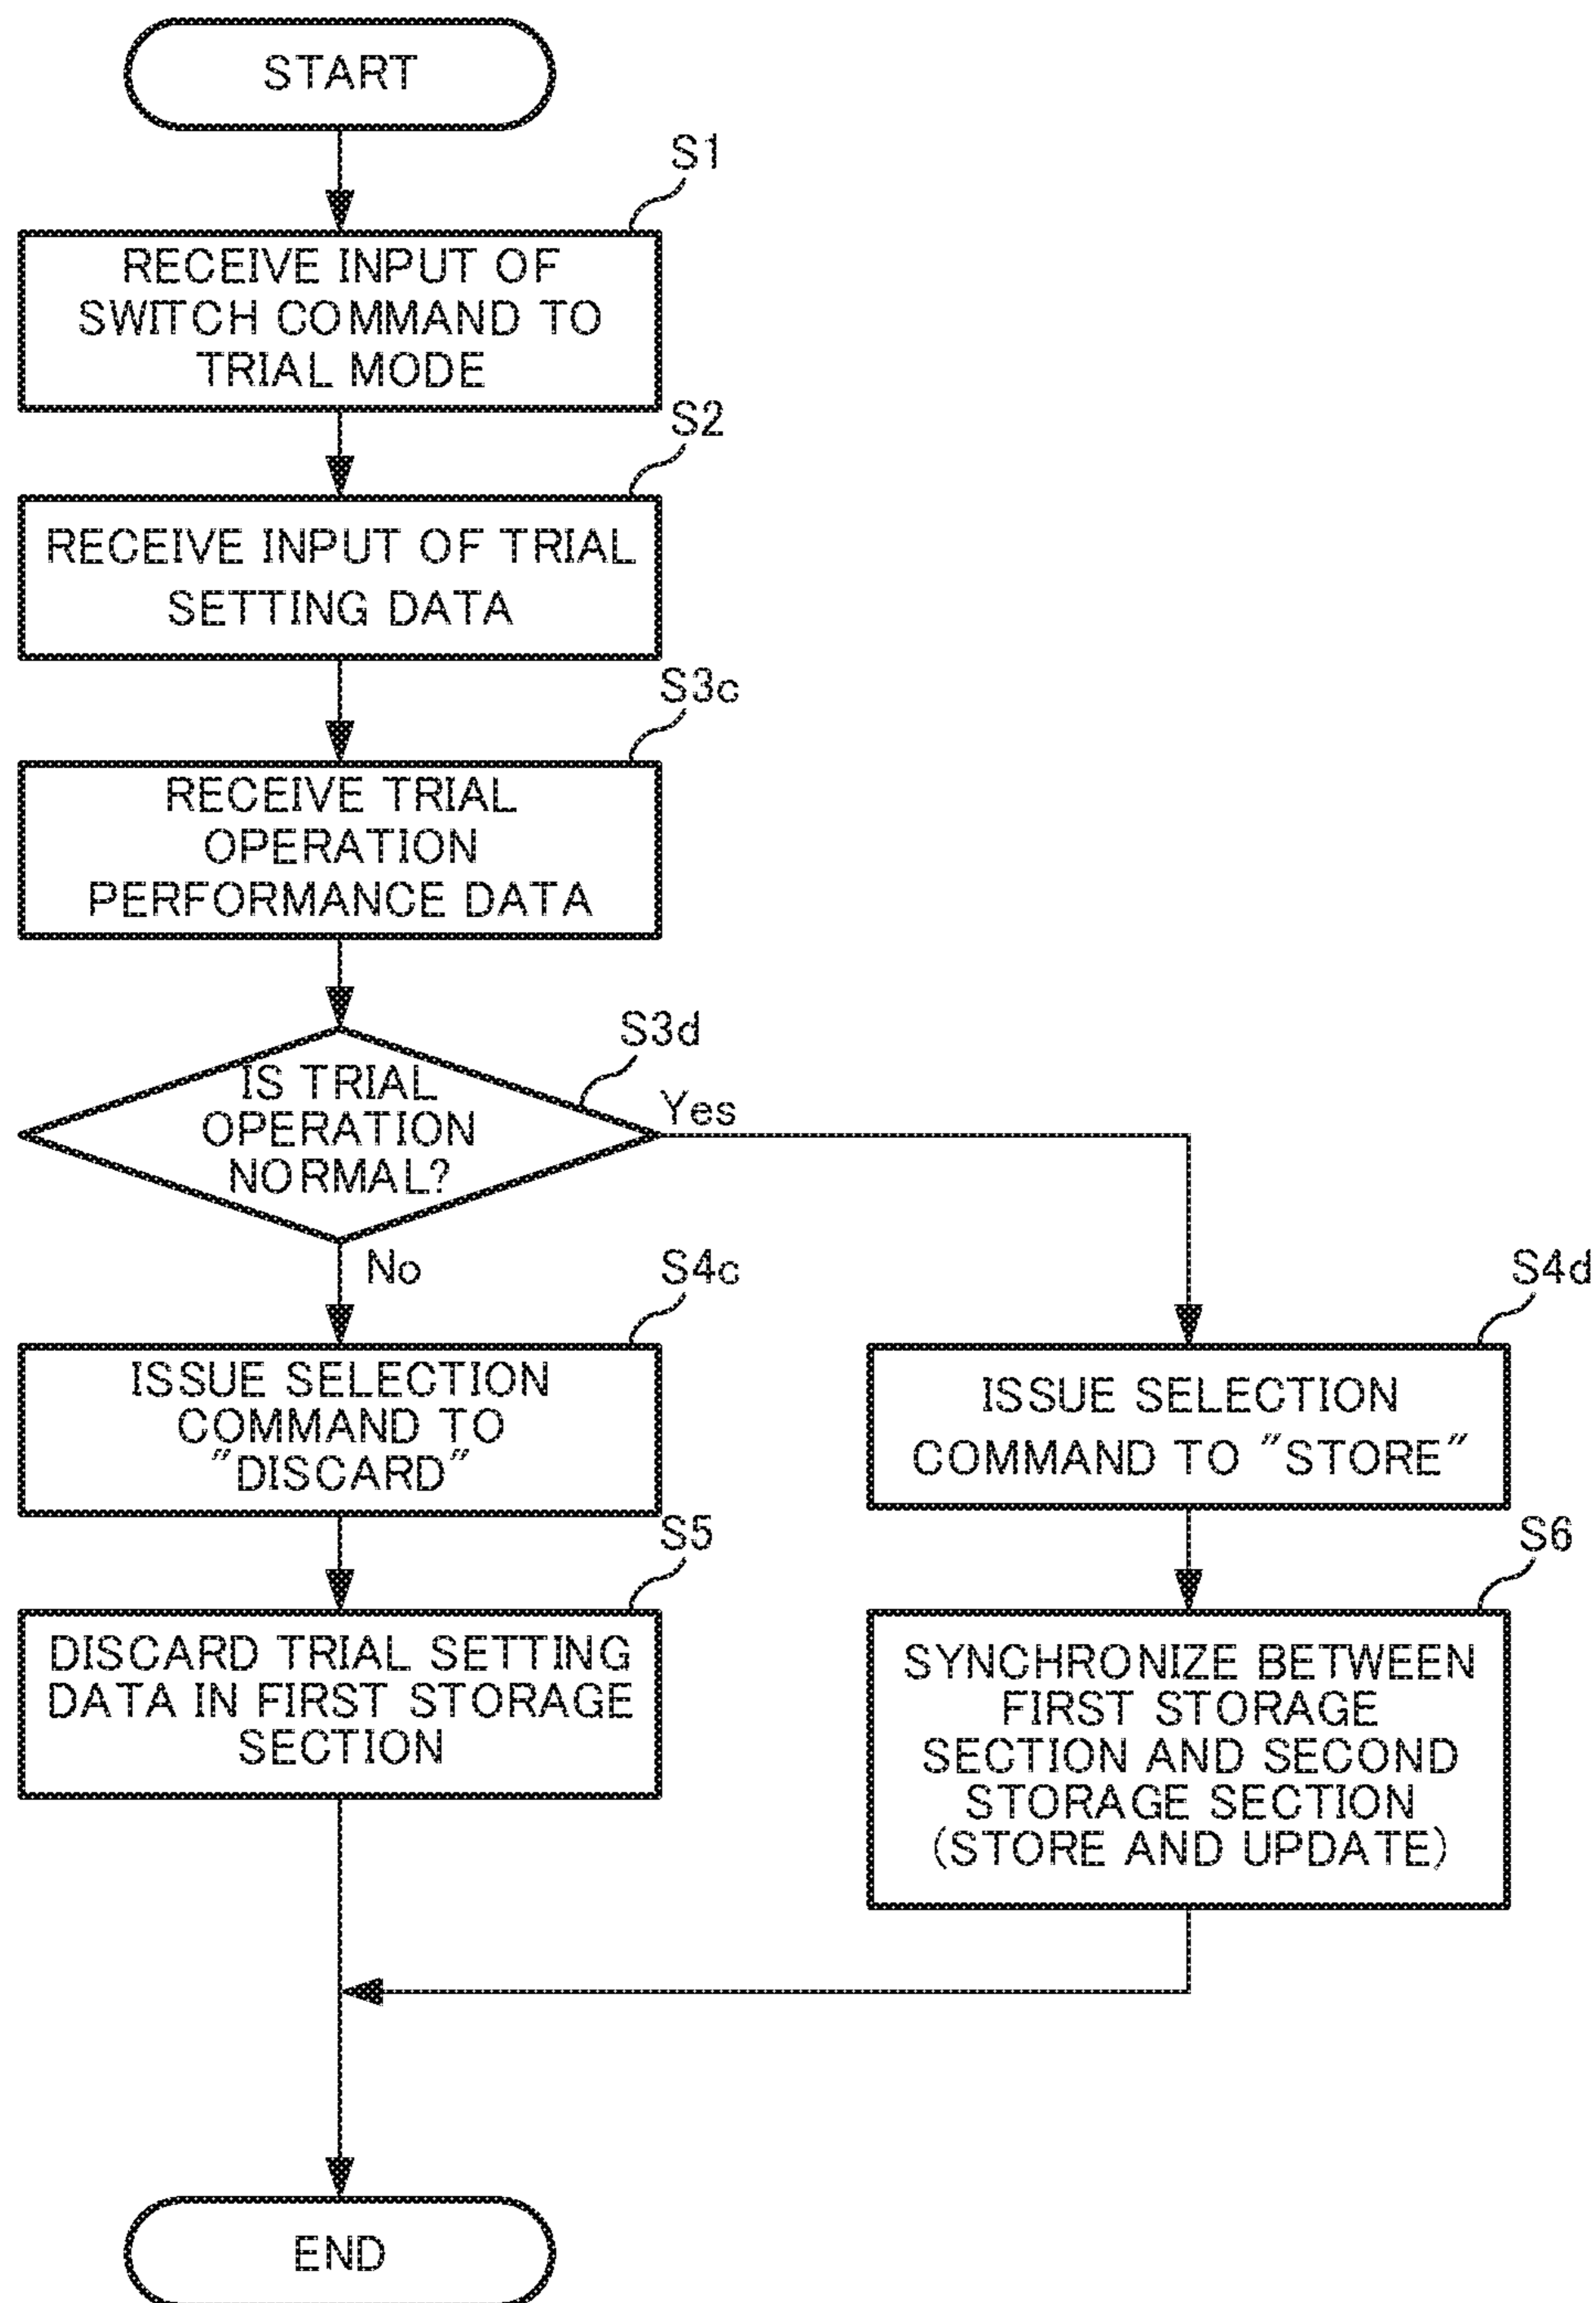 START
S1
RECEIVE INPUT OF
SWITCH COMMAND TO
TRIAL MODE
S2
RECEIVE INPUT OF TRIAL
SETTING DATA
S3c
RECEIVE TRIAL
OPERATION
PERFORMANCE DATA
S3d
IS TRIAL
OPERATION
NORMAL?
Yes
No
S4c
ISSUE SELECTION
COMMAND TO
"DISCARD"
S4d
ISSUE SELECTION
COMMAND TO "STORE"
S5
DISCARD TRIAL SETTING
DATA IN FIRST STORAGE
SECTION
S6
SYNCHRONIZE BETWEEN
FIRST STORAGE
SECTION AND SECOND
STORAGE SECTION
(STORE AND UPDATE)
END